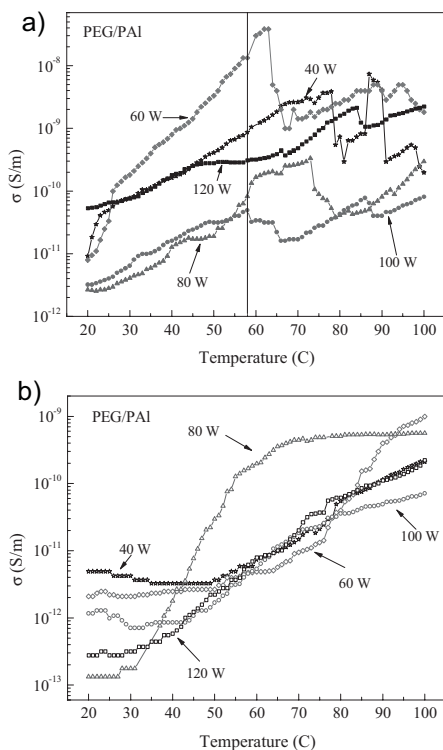 a)
PEG/PAl
10⁻⁸
10⁻⁹
10⁻¹⁰
10⁻¹¹
10⁻¹²
σ (S/m)
60 W
40 W
120 W
80 W
100 W
20 30 40 50 60 70 80 90 100
Temperature (C)
b)
PEG/PAl
10⁻⁹
10⁻¹⁰
10⁻¹¹
10⁻¹²
10⁻¹³
σ (S/m)
80 W
40 W
100 W
60 W
120 W
20 30 40 50 60 70 80 90 100
Temperature (C)